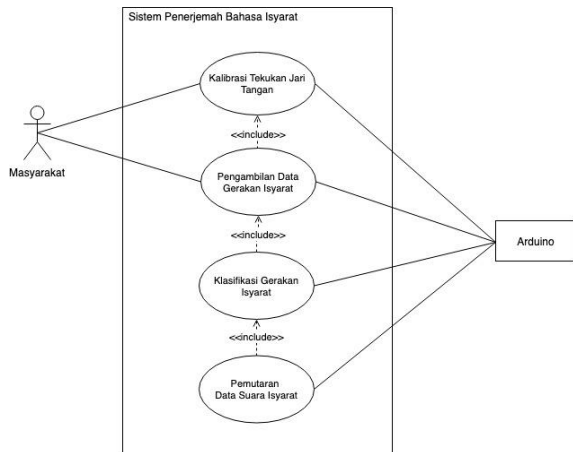 Sistem Penerjemah Bahasa Isyarat
Kalibrasi Tekukan Jari
Tangan
<<include>>
Masyarakat
Pengambilan Data
Gerakan Isyarat
<<include>>
Arduino
Klasifikasi Gerakan
Isyarat
<<include>>
Pemutaran
Data Suara Isyarat